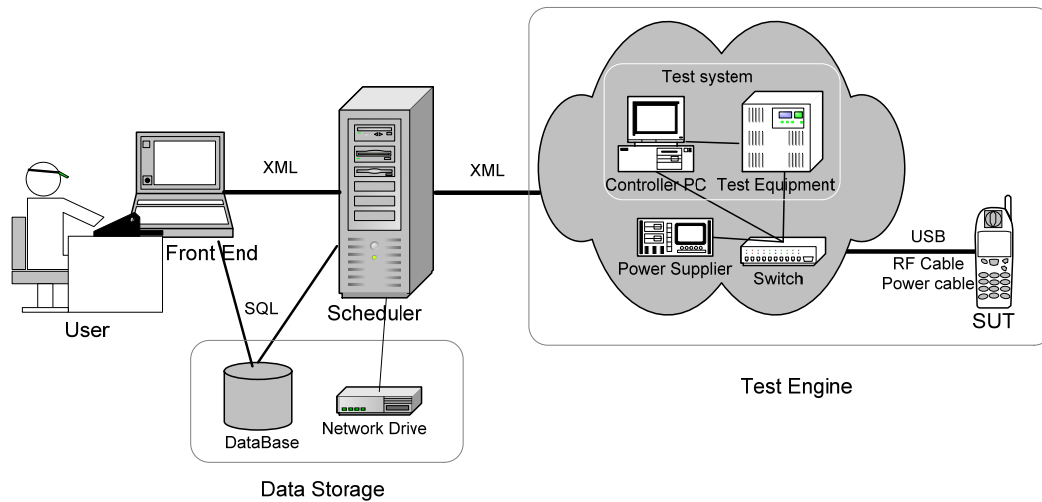 Test system
XML
XML
Controller PC
Test Equipment
Front End
USB
Power Supplier
Switch
RF Cable
Power cable
SQL
Scheduler
User
SUT
Test Engine
DataBase
Network Drive
Data Storage